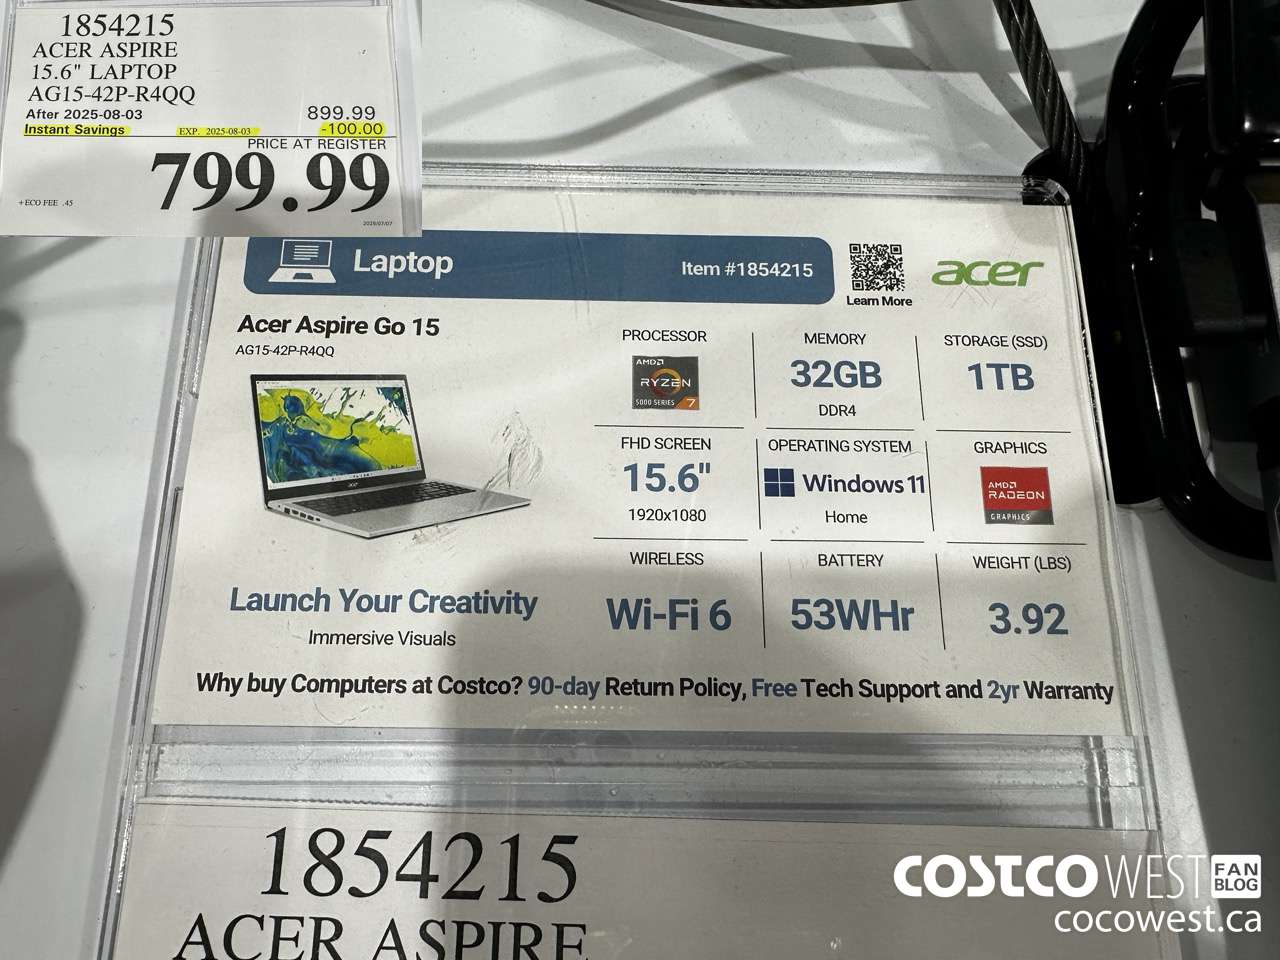 1854215
ACER ASPIRE
15.6" LAPTOP
AG15-42P-R4QQ
After 2025-08-03 899.99
Instant Savings EXP. 2025-08-03 -100.00
PRICE AT REGISTER
799.99
+ECO FEE .45
Laptop
Item #1854215
Learn More
acer
Acer Aspire Go 15
AG15-42P-R4QQ
PROCESSOR
AMD
RYZEN
5000 SERIES 7
MEMORY
32GB
DDR4
STORAGE (SSD)
1TB
FHD SCREEN
15.6"
1920x1080
OPERATING SYSTEM
Windows 11
Home
GRAPHICS
AMD
RADEON
GRAPHICS
WIRELESS
Wi-Fi 6
BATTERY
53WHr
WEIGHT (LBS)
3.92
Launch Your Creativity
Immersive Visuals
Why buy Computers at Costco? 90-day Return Policy, Free Tech Support and 2yr Warranty
1854215
ACER ASPIRE
COSTCO WEST FAN BLOG
cocowest.ca